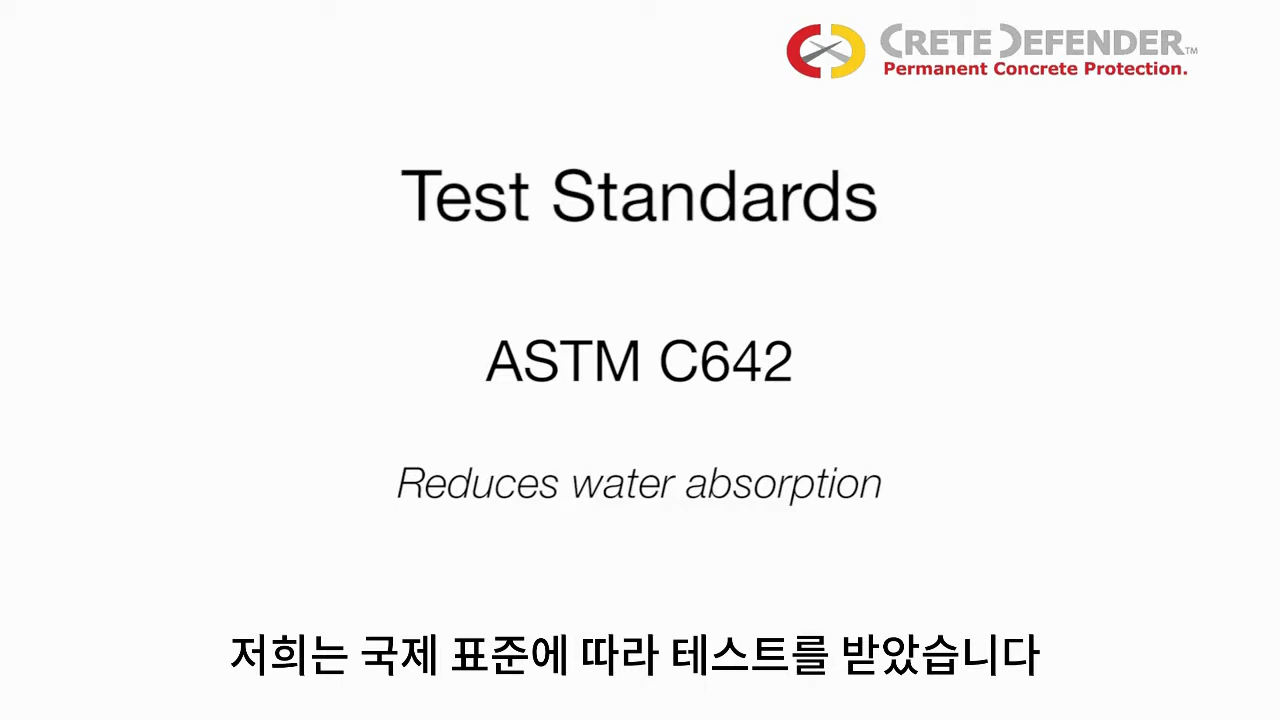 CRETE DEFENDER™
Permanent Concrete Protection.
Test Standards
ASTM C642
Reduces water absorption
저희는 국제 표준에 따라 테스트를 받았습니다